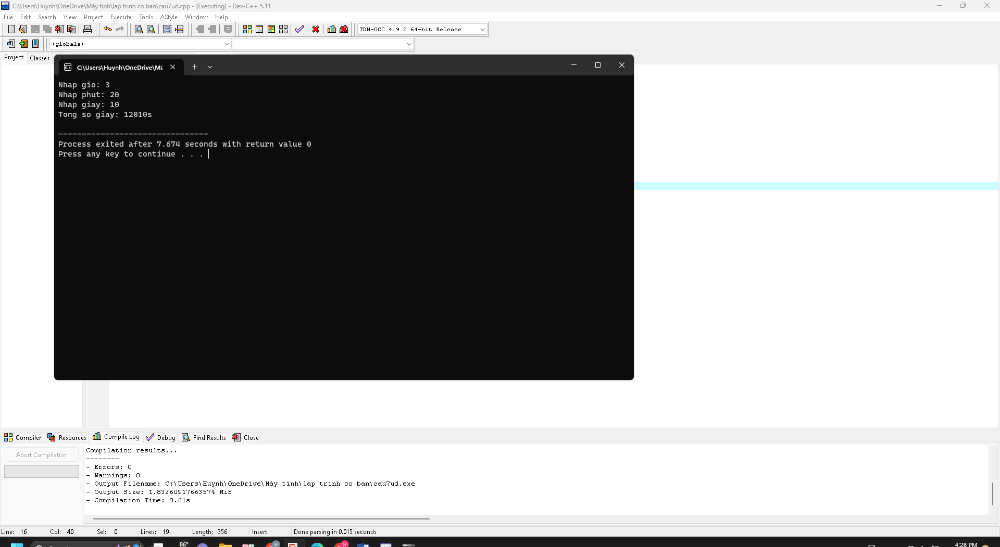 C:\Users\Huynh\OneDrive\Máy tính\lap trinh co ban\cau7ud.cpp - [Executing] - Dev-C++ 5.11
File Edit Search View Project Execute Tools AStyle Window Help
TDM-GCC 4.9.2 64-bit Release
(globals)
Project Classes
C:\Users\Huynh\OneDrive\Má
Nhap gio: 3
Nhap phut: 20
Nhap giay: 10
Tong so giay: 12010s
--------------------------------
Process exited after 7.674 seconds with return value 0
Press any key to continue . . .
Compiler Resources Compile Log Debug Find Results Close
Abort Compilation
Compilation results...
--------
- Errors: 0
- Warnings: 0
- Output Filename: C:\Users\Huynh\OneDrive\Máy tính\lap trinh co ban\cau7ud.exe
- Output Size: 1.83260917663574 MiB
- Compilation Time: 0.61s
Line: 16 Col: 40 Sel: 0 Lines: 19 Length: 356 Insert Done parsing in 0.015 seconds
86°
4:28 PM